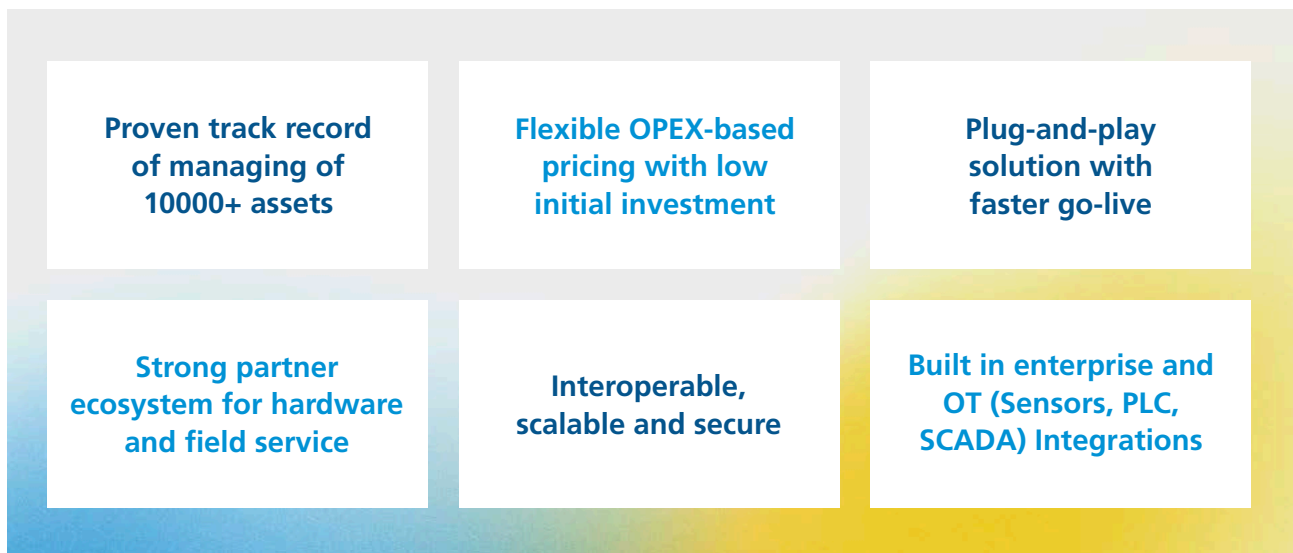 Proven track record
of managing of
10000+ assets
Flexible OPEX-based
pricing with low
initial investment
Plug-and-play
solution with
faster go-live
Strong partner
ecosystem for hardware
and field service
Interoperable,
scalable and secure
Built in enterprise and
OT (Sensors, PLC,
SCADA) Integrations